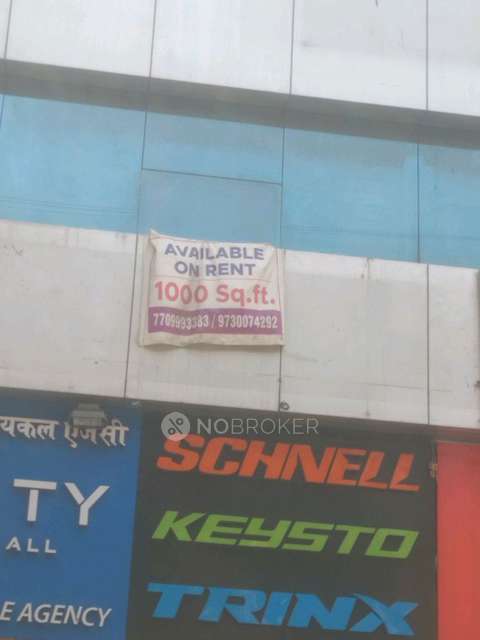 AVAILABLE
ON RENT
1000 Sq.ft.
7709993383 / 9730074292
NOBROKER
यकल एजंसी
TY
ALL
E AGENCY
SCHNELL
KEYSTO
TRINX